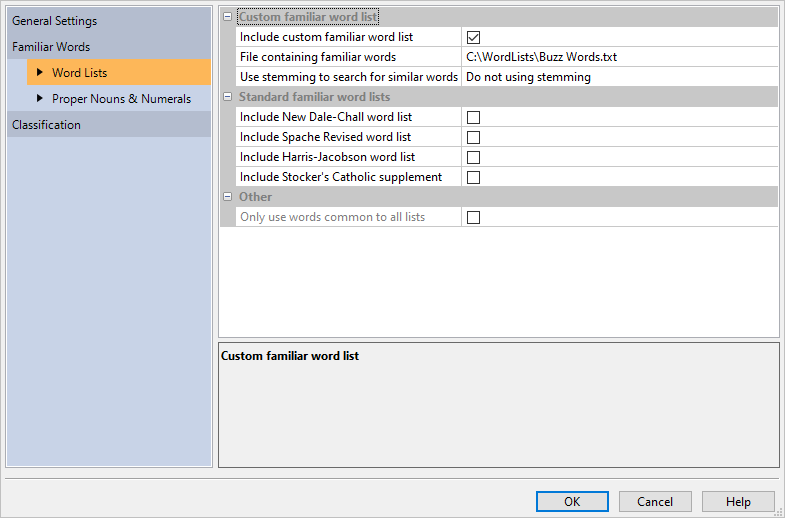 General Settings
Familiar Words
Word Lists
Proper Nouns & Numerals
Classification
Custom familiar word list
Include custom familiar word list
File containing familiar words C:\WordLists\Buzz Words.txt
Use stemming to search for similar words Do not using stemming
Standard familiar word lists
Include New Dale-Chall word list
Include Spache Revised word list
Include Harris-Jacobson word list
Include Stocker's Catholic supplement
Other
Only use words common to all lists
Custom familiar word list
OK Cancel Help